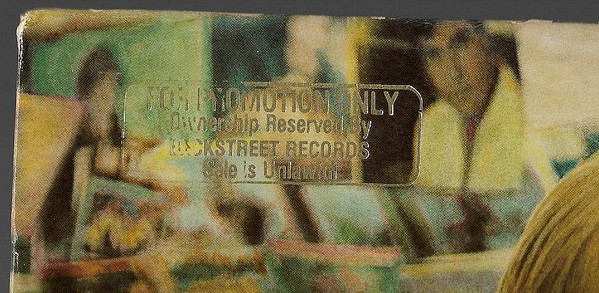 FOR PROMOTION ONLY
Ownership Reserved By
BACKSTREET RECORDS
Sale is Unlawful